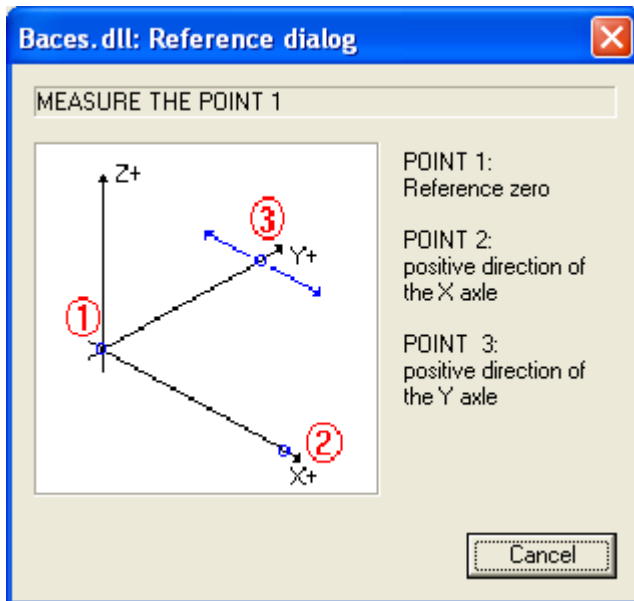 Baces.dll: Reference dialog
MEASURE THE POINT 1
Z+
3
Y+
1
2
X+
POINT 1:
Reference zero
POINT 2:
positive direction of
the X axle
POINT 3:
positive direction of
the Y axle
Cancel